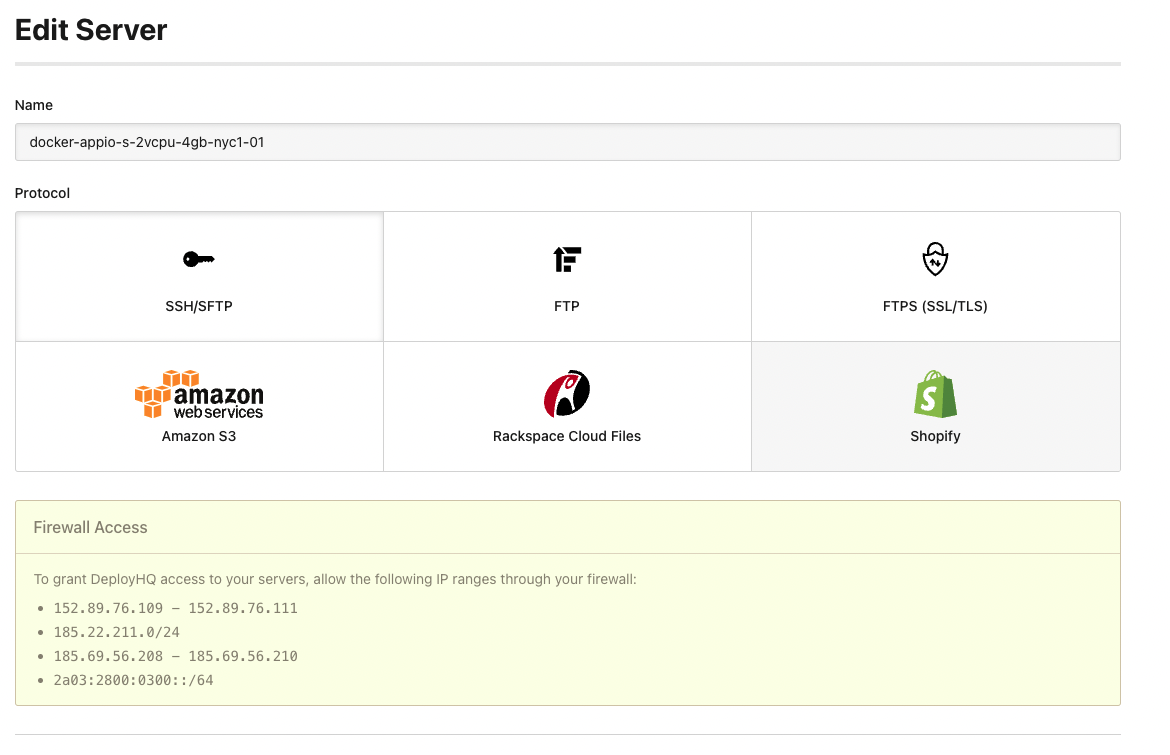 Edit Server
Name
docker-appio-s-2vcpu-4gb-nyc1-01
Protocol
SSH/SFTP
FTP
FTPS (SSL/TLS)
amazon
web services
Amazon S3
Rackspace Cloud Files
S
Shopify
Firewall Access
To grant DeployHQ access to your servers, allow the following IP ranges through your firewall:
• 152.89.76.109 – 152.89.76.111
• 185.22.211.0/24
• 185.69.56.208 – 185.69.56.210
• 2a03:2800:0300::/64